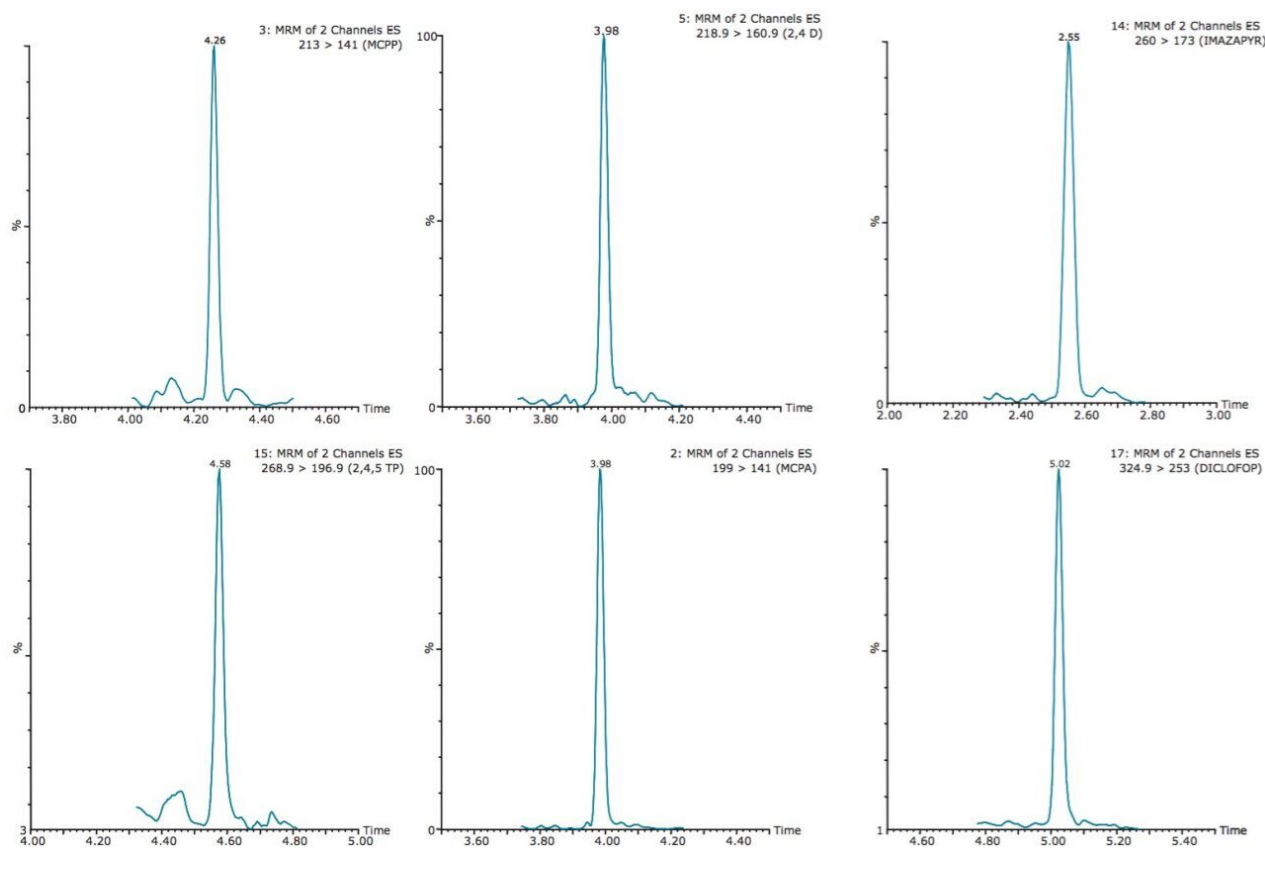 3: MRM of 2 Channels ES
213 > 141 (MCPP)
4.26
%
0
3.80 4.00 4.20 4.40 4.60
Time
5: MRM of 2 Channels ES
218.9 > 160.9 (2,4 D)
3.98
100
%
0
3.60 3.80 4.00 4.20 4.40
Time
14: MRM of 2 Channels ES
260 > 173 (IMAZAPYR)
2.55
%
0
2.00 2.20 2.40 2.60 2.80 3.00
Time
15: MRM of 2 Channels ES
268.9 > 196.9 (2,4,5 TP)
4.58
%
3
4.00 4.20 4.40 4.60 4.80 5.00
Time
2: MRM of 2 Channels ES
199 > 141 (MCPA)
3.98
100
%
0
3.60 3.80 4.00 4.20 4.40
Time
17: MRM of 2 Channels ES
324.9 > 253 (DICLOFOP)
5.02
%
1
4.60 4.80 5.00 5.20 5.40
Time